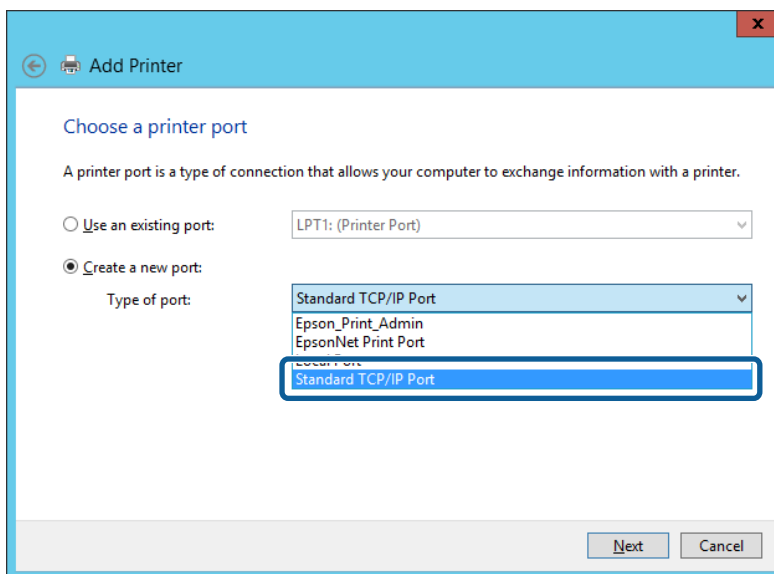 x
Add Printer
Choose a printer port
A printer port is a type of connection that allows your computer to exchange information with a printer.
Use an existing port: LPT1: (Printer Port)
Create a new port:
Type of port: Standard TCP/IP Port
Epson_Print_Admin
EpsonNet Print Port
Local Port
Standard TCP/IP Port
Next Cancel